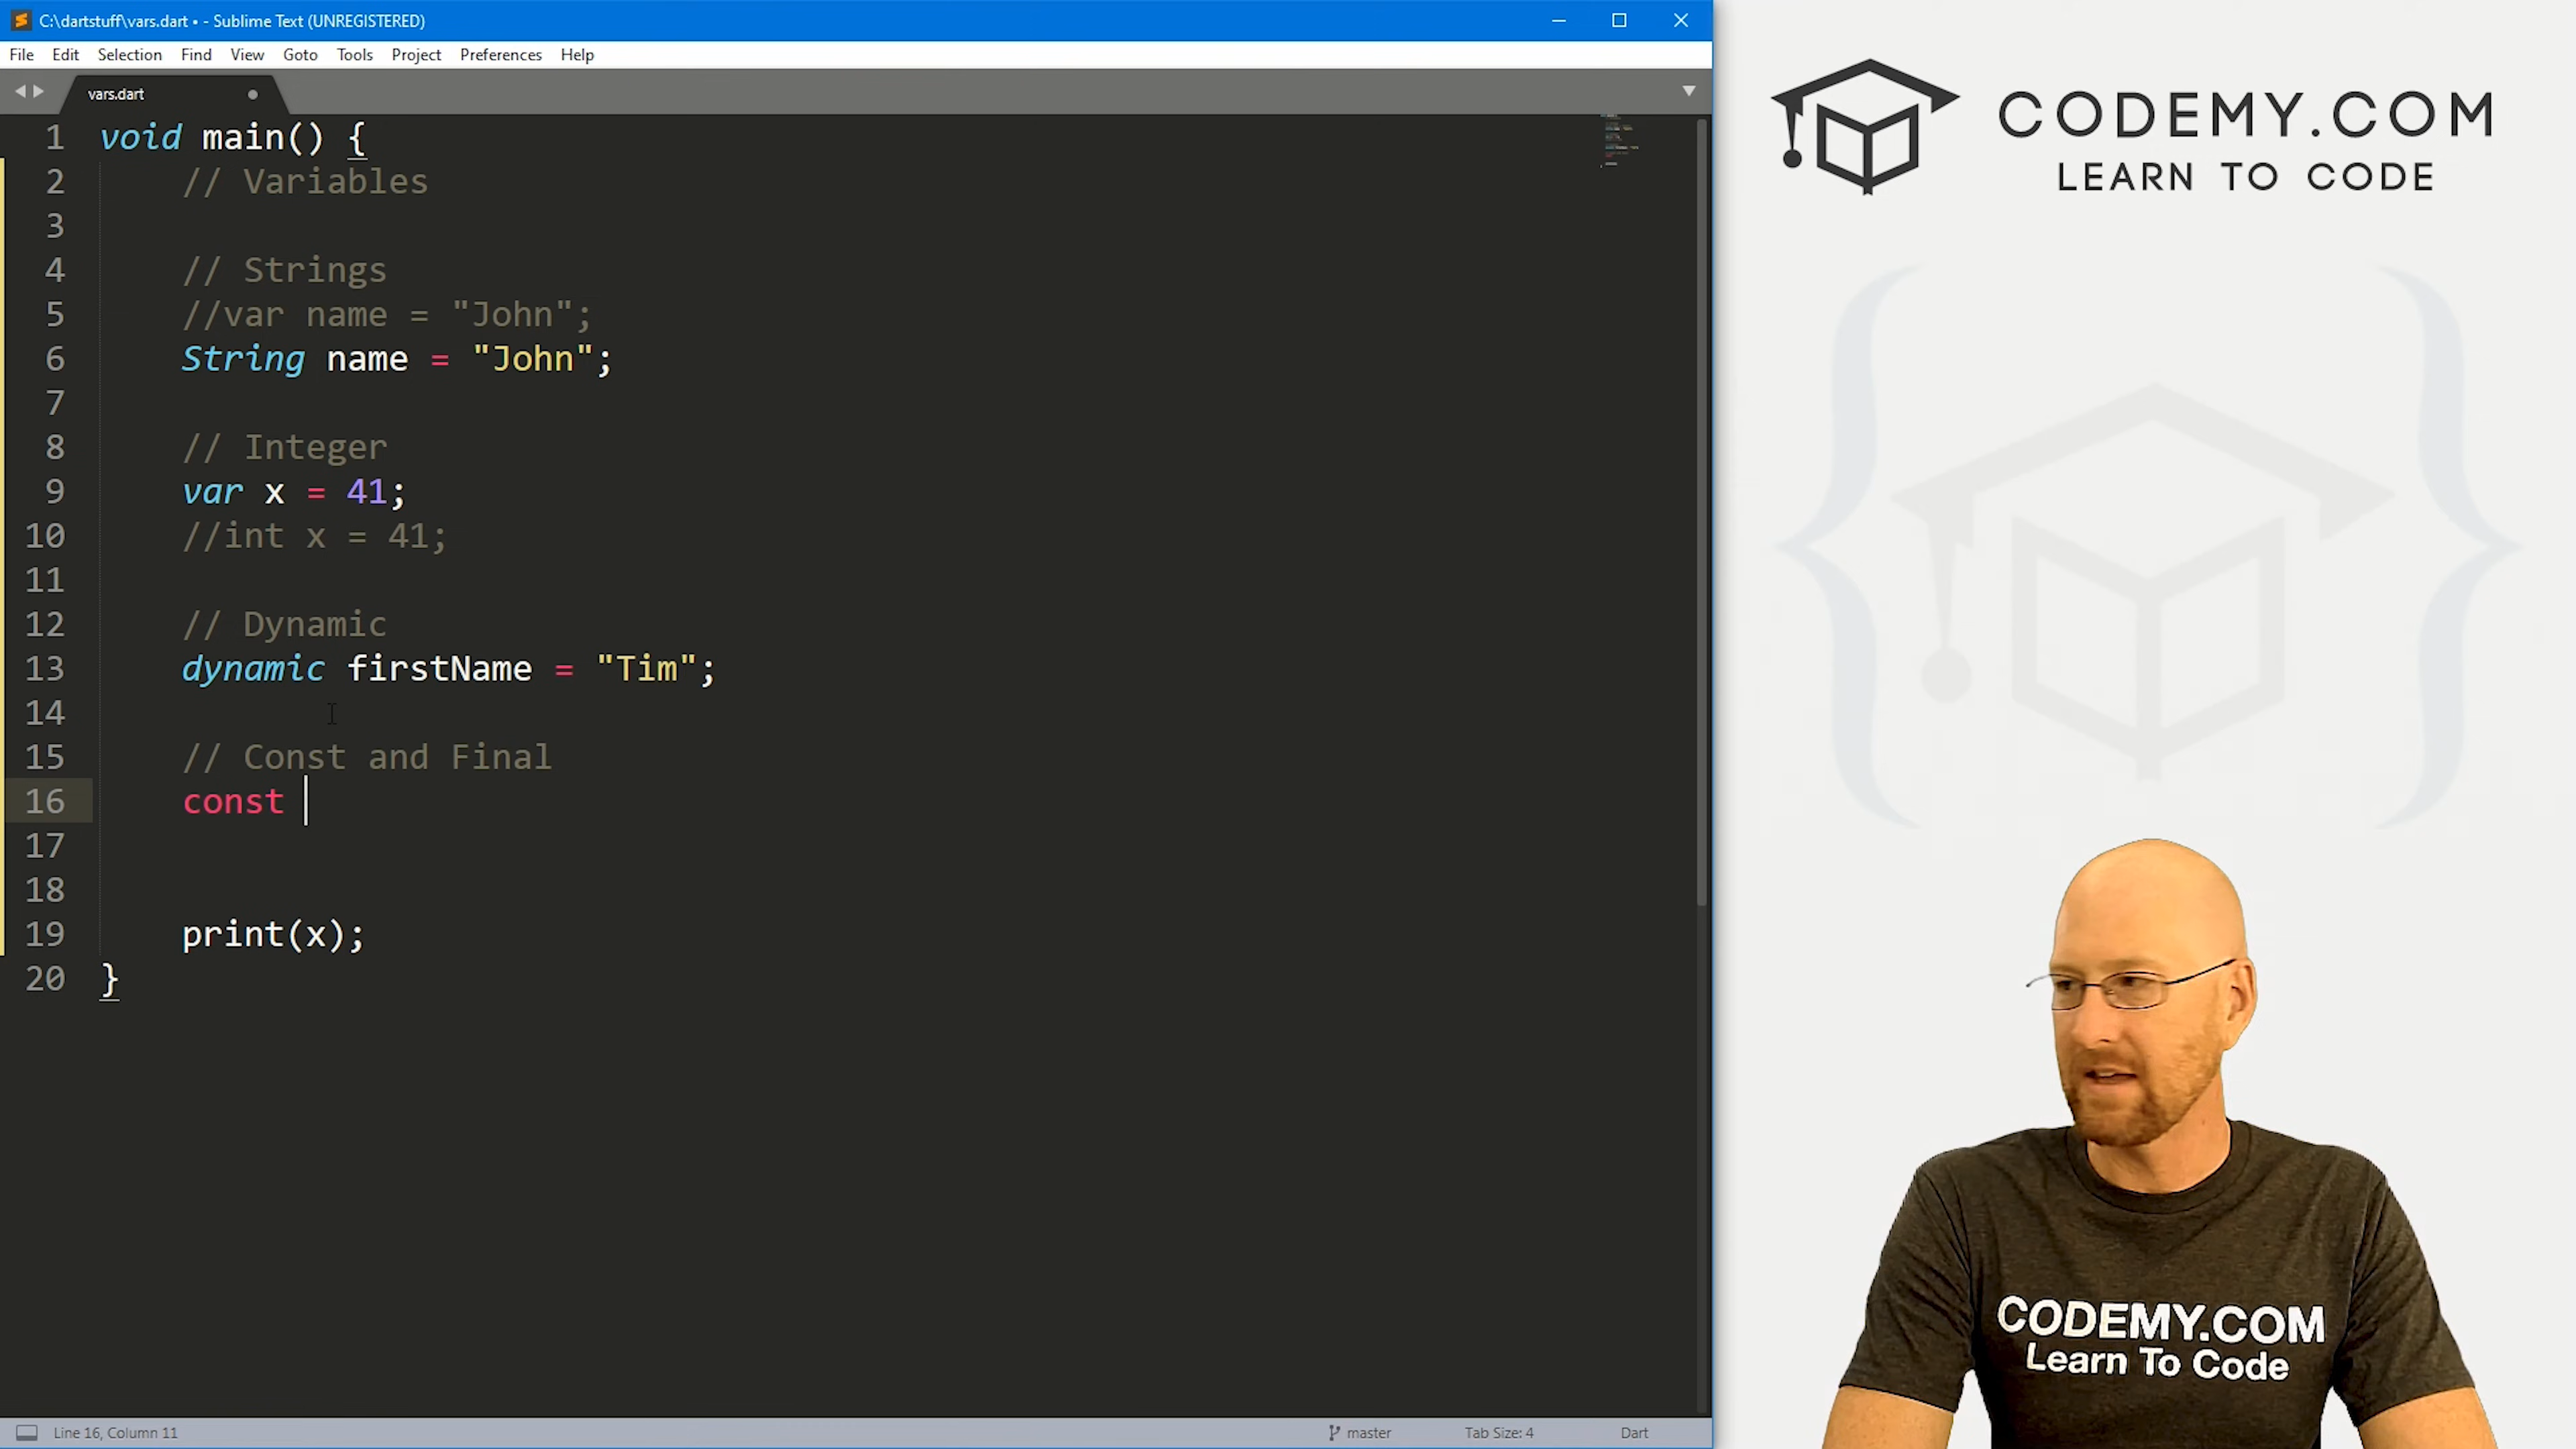 C:\dartstuff\vars.dart • - Sublime Text (UNREGISTERED)
File Edit Selection Find View Goto Tools Project Preferences Help
vars.dart
1 void main() {
2 // Variables
3
4 // Strings
5 //var name = "John";
6 String name = "John";
7
8 // Integer
9 var x = 41;
10 //int x = 41;
11
12 // Dynamic
13 dynamic firstName = "Tim";
14
15 // Const and Final
16 const
17
18
19 print(x);
20 }
Line 16, Column 11 master Tab Size: 4 Dart
CODEMY.COM
LEARN TO CODE
CODEMY.COM
Learn To Code